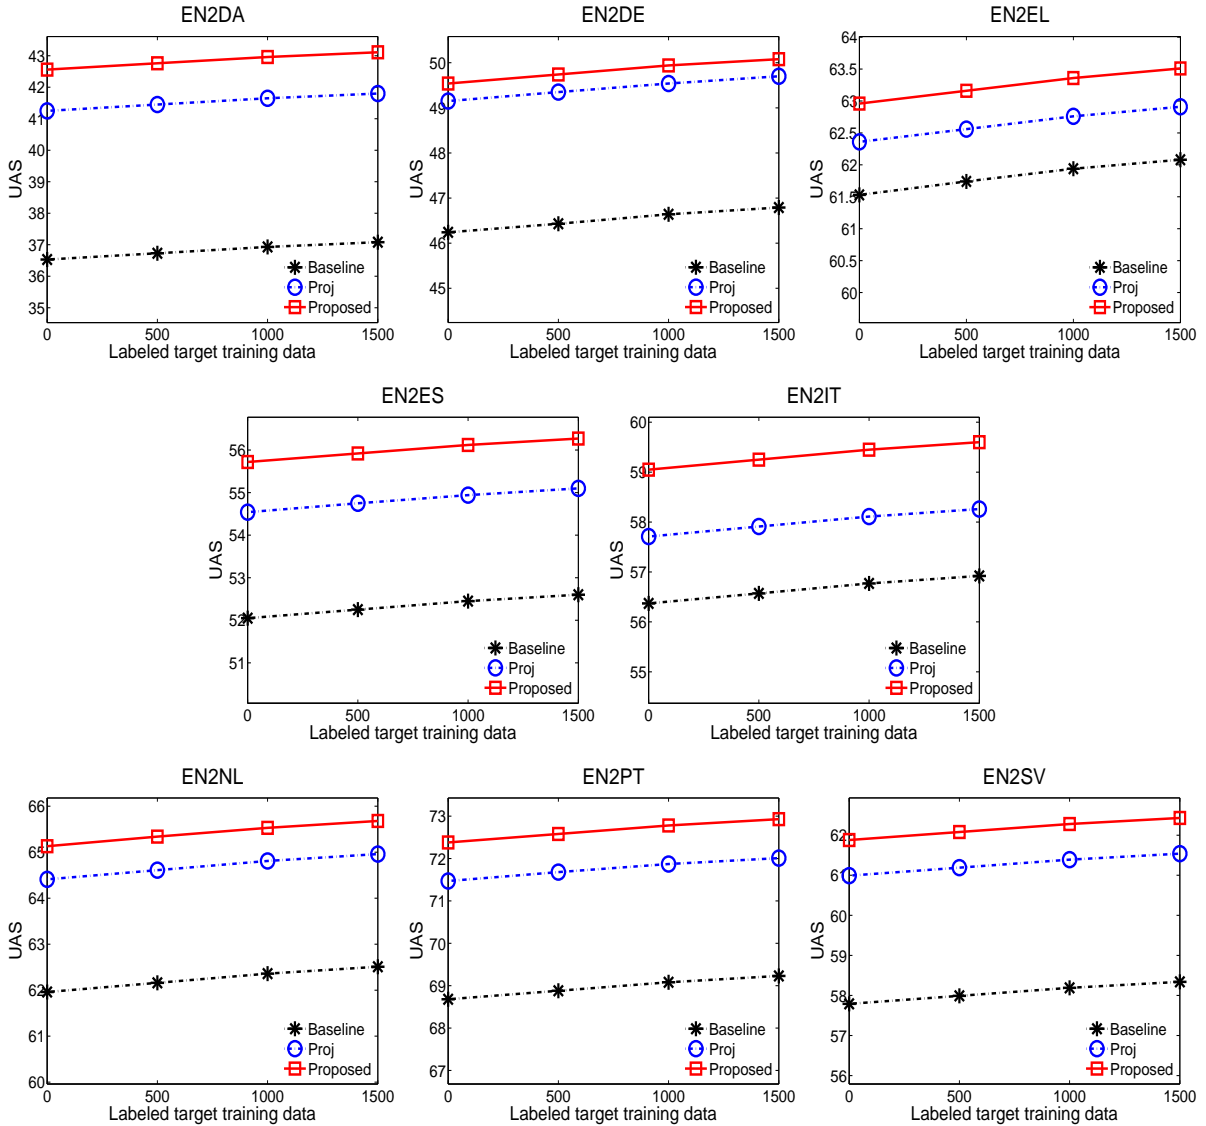 EN2DA
UAS
43
42
41
40
39
38
37
36
35
0 500 1000 1500
Labeled target training data
Baseline
Proj
Proposed
EN2DE
UAS
50
49
48
47
46
45
0 500 1000 1500
Labeled target training data
Baseline
Proj
Proposed
EN2EL
UAS
64
63.5
63
62.5
62
61.5
61
60.5
60
0 500 1000 1500
Labeled target training data
Baseline
Proj
Proposed
EN2ES
UAS
56
55
54
53
52
51
0 500 1000 1500
Labeled target training data
Baseline
Proj
Proposed
EN2IT
UAS
60
59
58
57
56
55
0 500 1000 1500
Labeled target training data
Baseline
Proj
Proposed
EN2NL
UAS
66
65
64
63
62
61
60
0 500 1000 1500
Labeled target training data
Baseline
Proj
Proposed
EN2PT
UAS
73
72
71
70
69
68
67
0 500 1000 1500
Labeled target training data
Baseline
Proj
Proposed
EN2SV
UAS
62
61
60
59
58
57
56
0 500 1000 1500
Labeled target training data
Baseline
Proj
Proposed